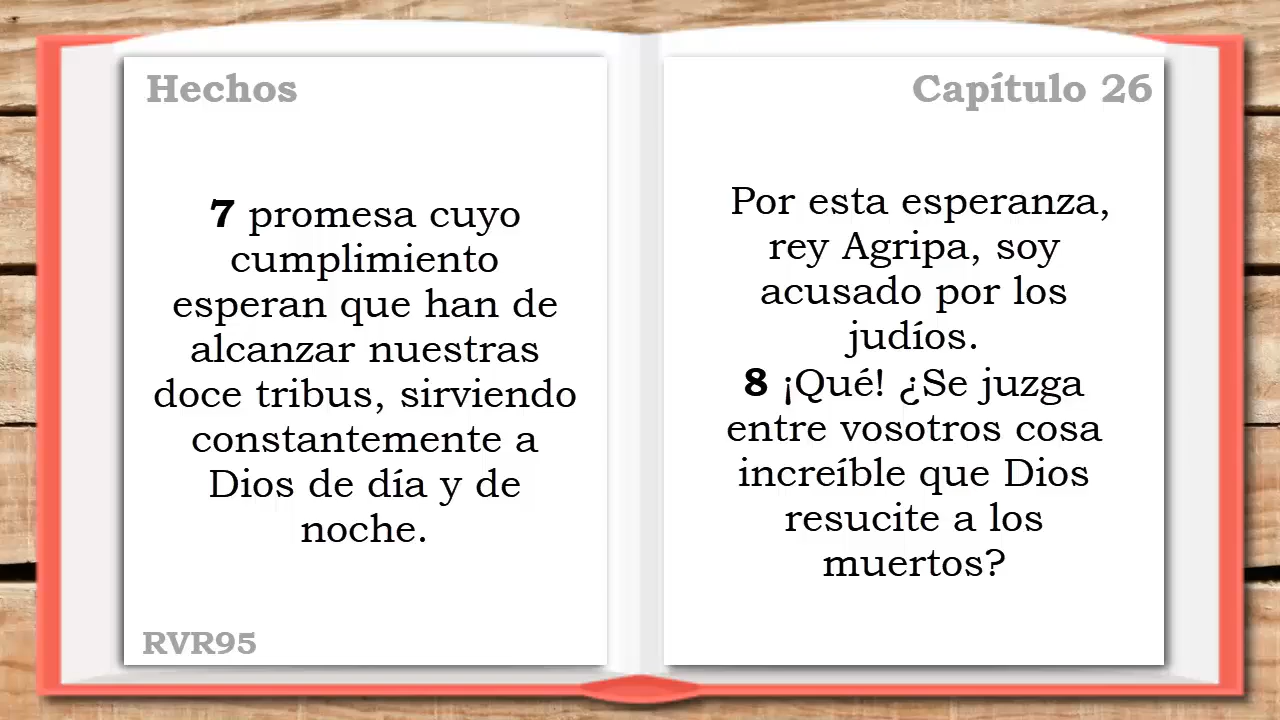 Hechos
7 promesa cuyo
cumplimiento
esperan que han de
alcanzar nuestras
doce tribus, sirviendo
constantemente a
Dios de día y de
noche.
RVR95
Capítulo 26
Por esta esperanza,
rey Agripa, soy
acusado por los
judíos.
8 ¡Qué! ¿Se juzga
entre vosotros cosa
increíble que Dios
resucite a los
muertos?